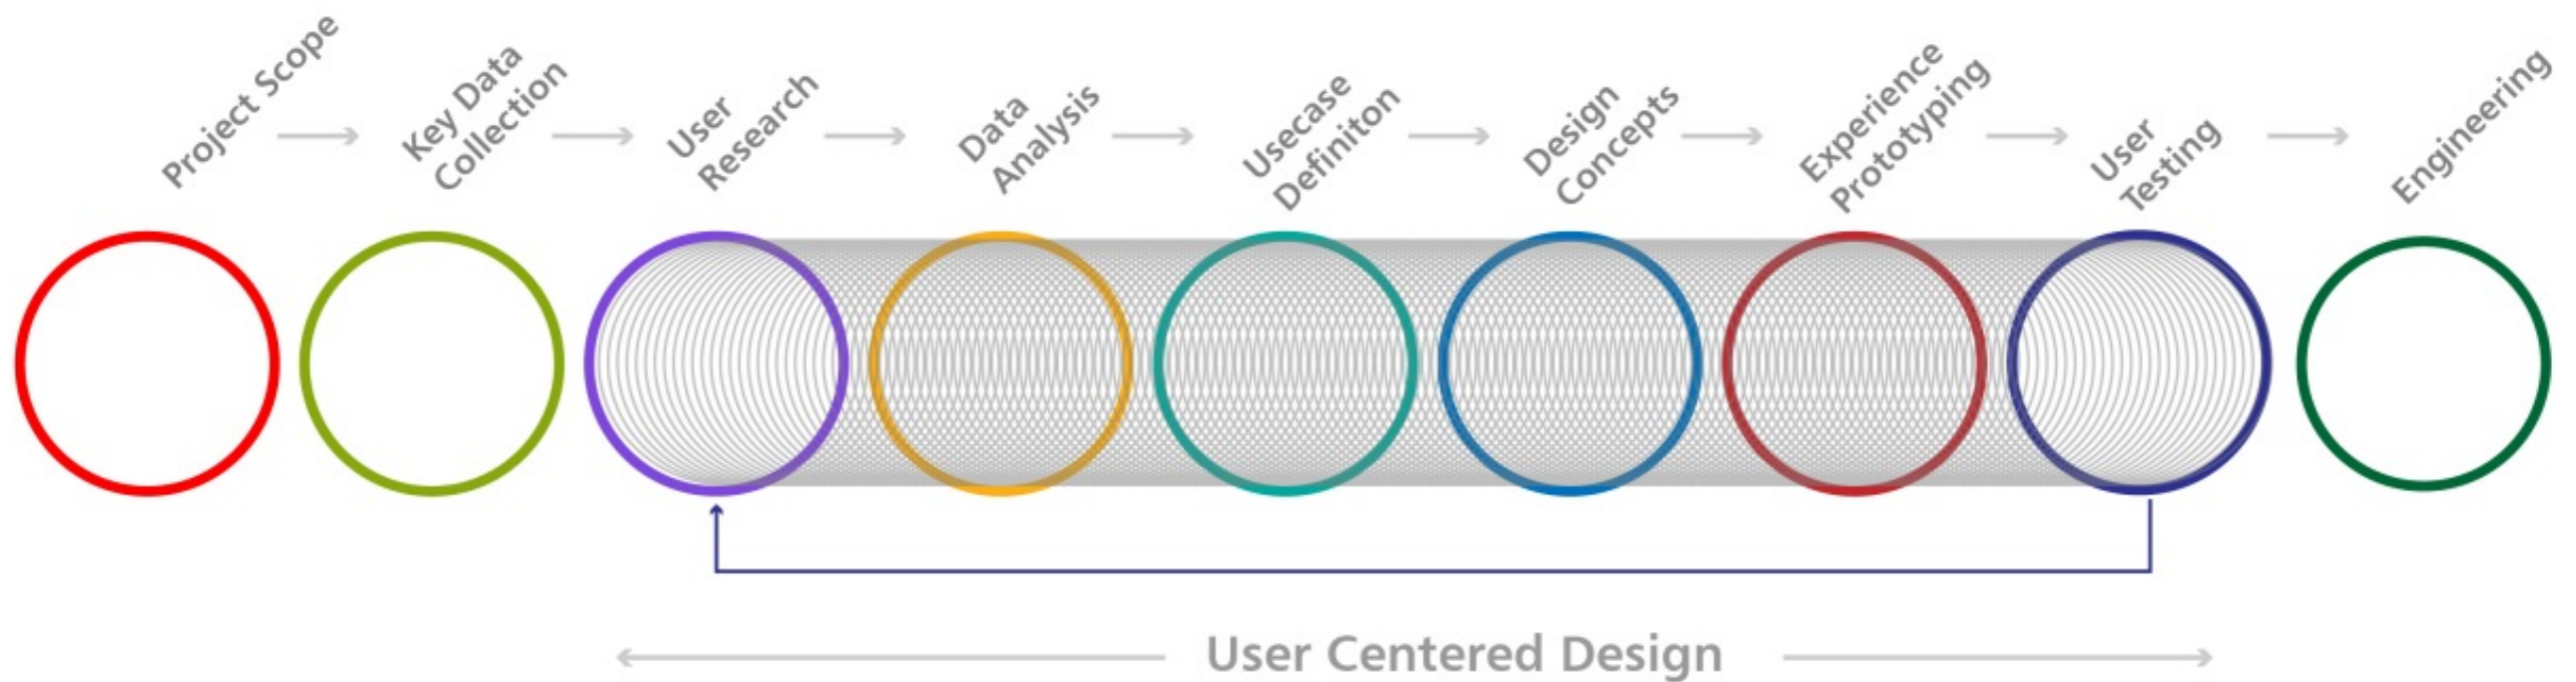 Project Scope
Key Data
Collection
User
Research
Data
Analysis
Usecase
Definiton
Design
Concepts
Experience
Prototyping
User
Testing
Engineering
User Centered Design